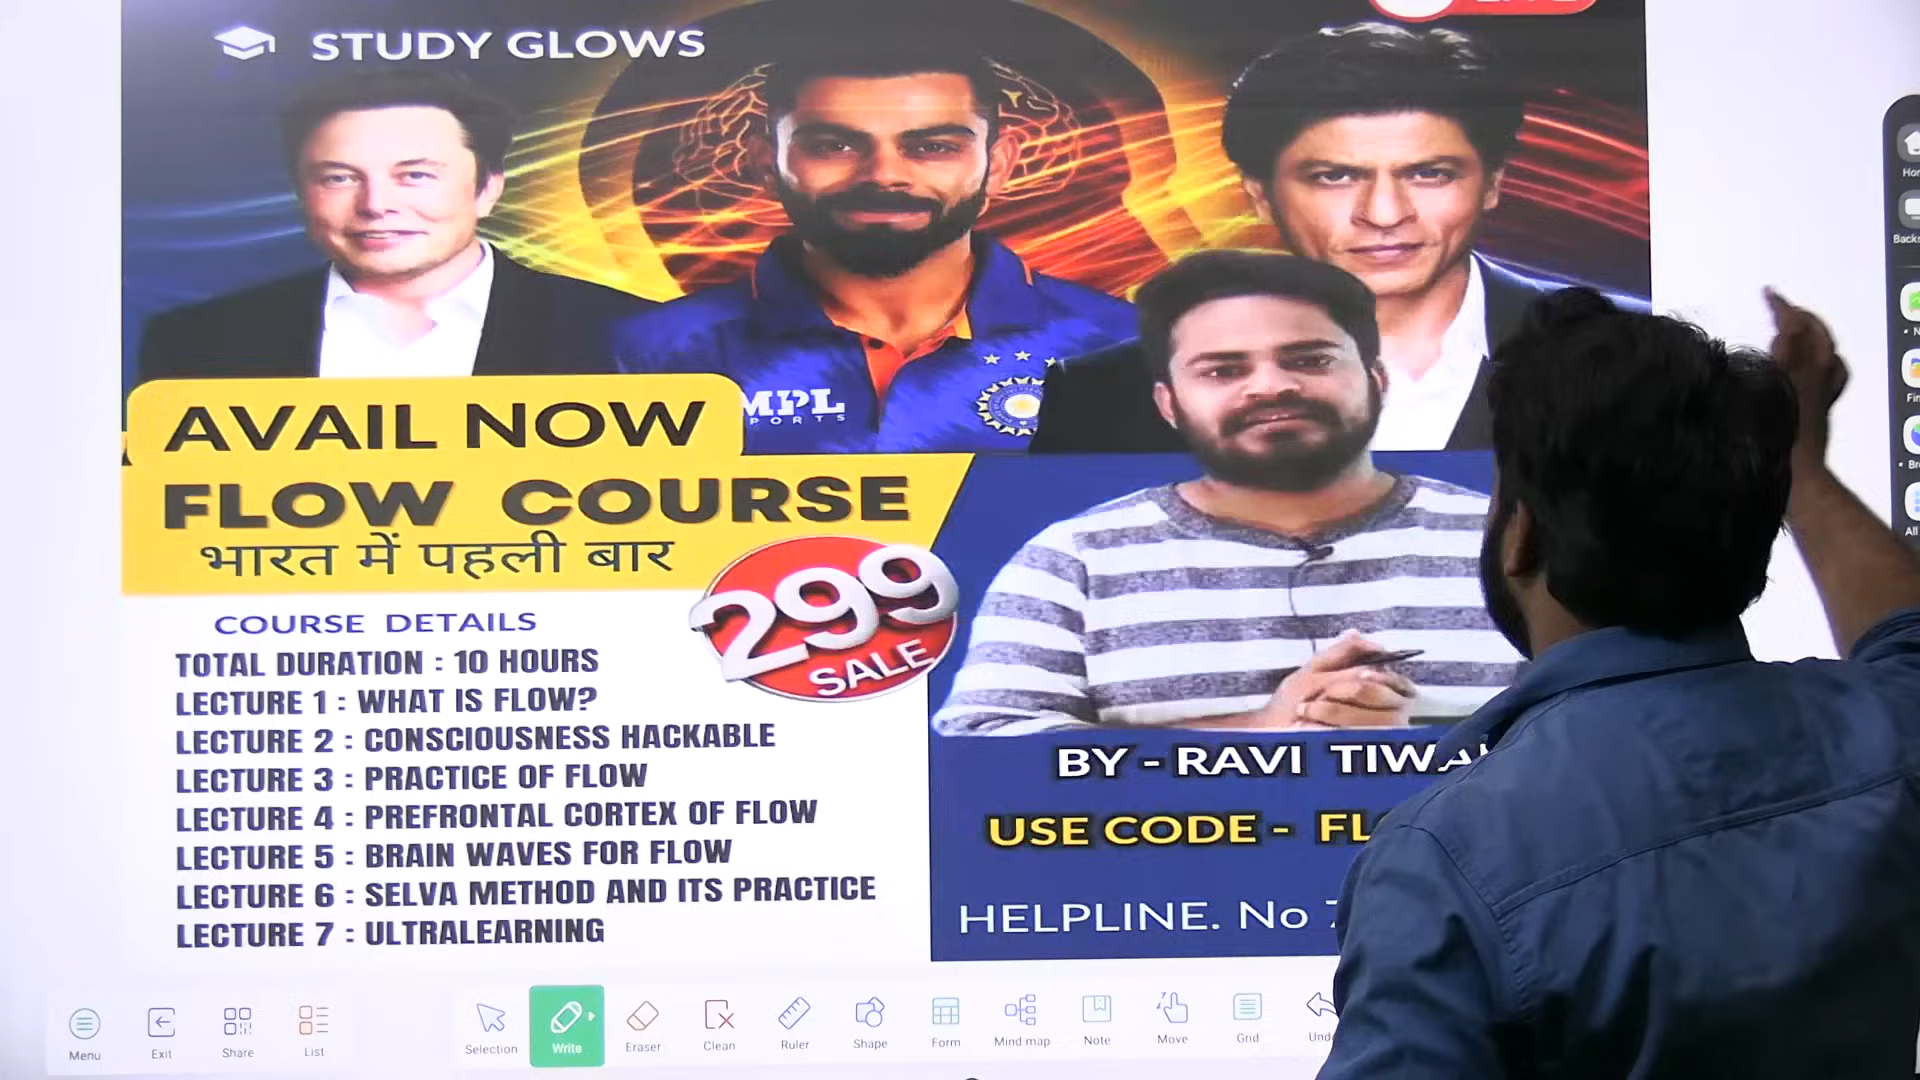 STUDY GLOWS
MPL
AVAIL NOW
FLOW COURSE
भारत में पहली बार
299
SALE
COURSE DETAILS
TOTAL DURATION : 10 HOURS
LECTURE 1 : WHAT IS FLOW?
LECTURE 2 : CONSCIOUSNESS HACKABLE
LECTURE 3 : PRACTICE OF FLOW
LECTURE 4 : PREFRONTAL CORTEX OF FLOW
LECTURE 5 : BRAIN WAVES FOR FLOW
LECTURE 6 : SELVA METHOD AND ITS PRACTICE
LECTURE 7 : ULTRALEARNING
BY - RAVI
USE CODE -
HELPLINE. No
Menu
Exit
Share
List
Selection
Write
Eraser
Clean
Ruler
Shape
Form
Mind map
Note
Move
Grid
All